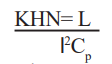 KHN= L
l²Cp